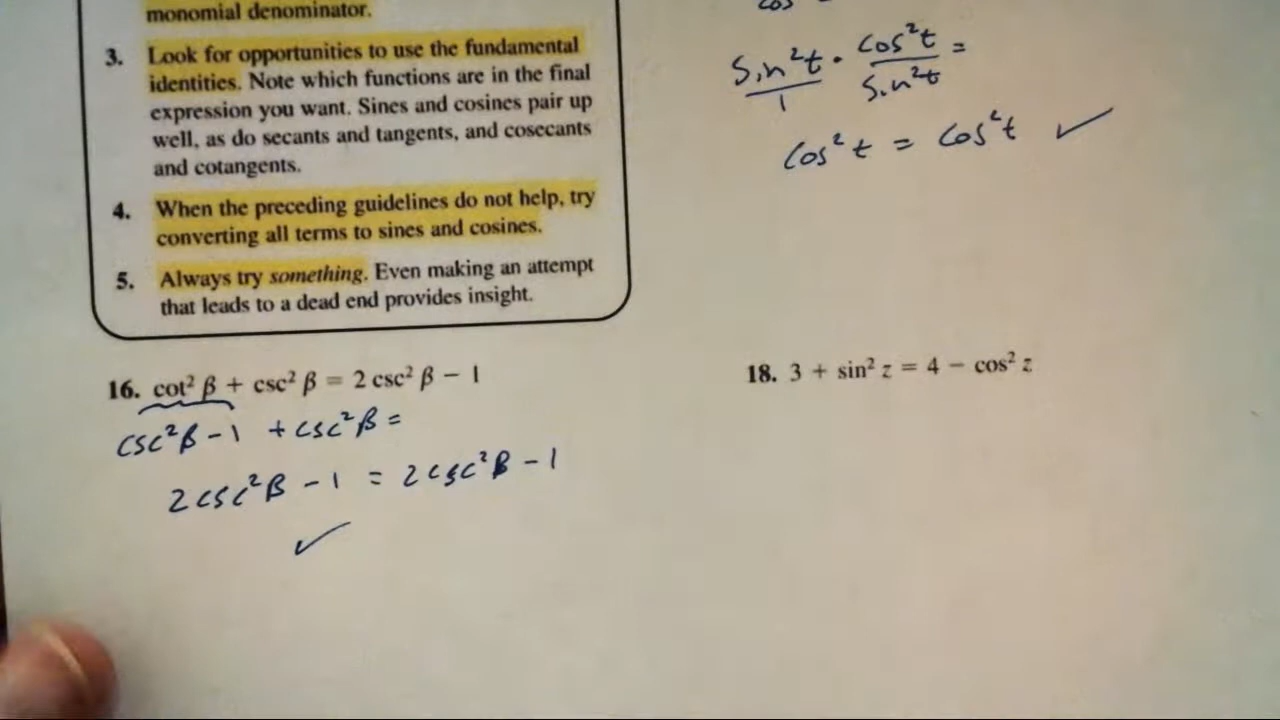 monomial denominator.
3. Look for opportunities to use the fundamental
identities. Note which functions are in the final
expression you want. Sines and cosines pair up
well, as do secants and tangents, and cosecants
and cotangents.
4. When the preceding guidelines do not help, try
converting all terms to sines and cosines.
5. Always try something. Even making an attempt
that leads to a dead end provides insight.
16. cot² β + csc² β = 2 csc² β − 1
csc²β − 1 + csc²β =
2csc²β − 1 = 2csc²β − 1
✓
cos
sin²t/1 · cos²t/sin²t =
cos²t = cos²t ✓
18. 3 + sin² z = 4 − cos² z